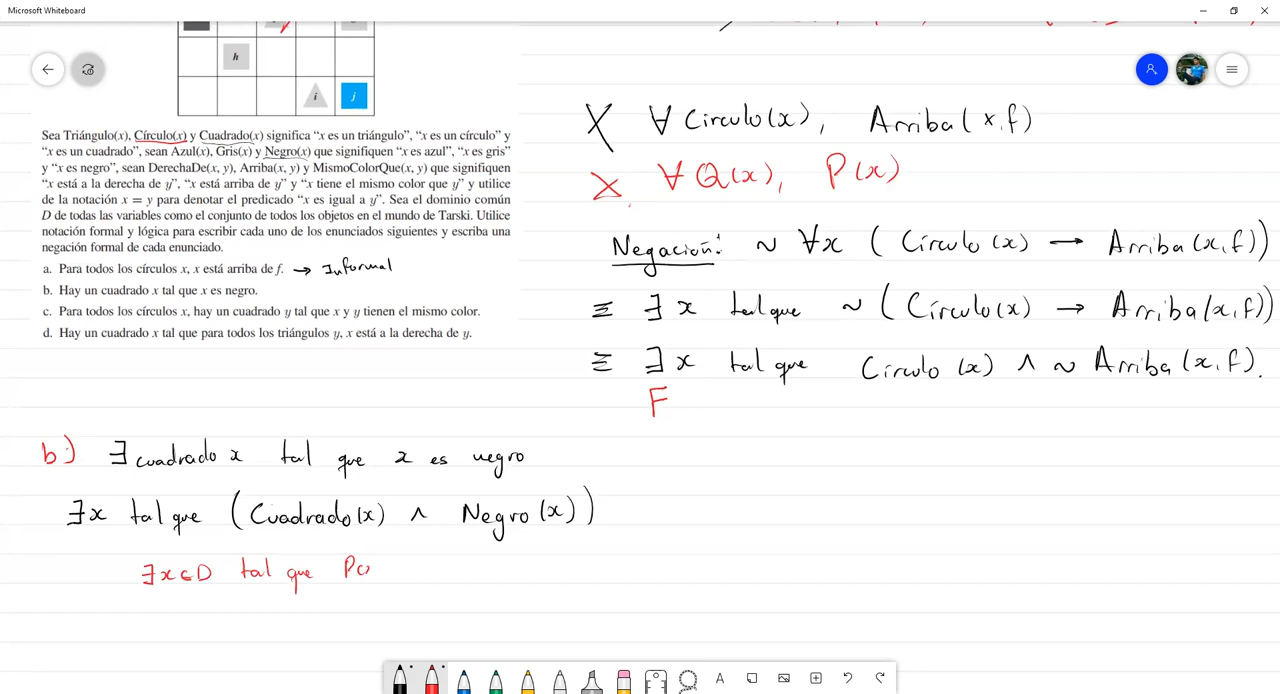 Microsoft Whiteboard
h
i
j
Sea Triángulo(x), Círculo(x) y Cuadrado(x) significa “x es un triángulo”, “x es un círculo” y
“x es un cuadrado”, sean Azul(x), Gris(x) y Negro(x) que signifiquen “x es azul”, “x es gris”
y “x es negro”, sean DerechaDe(x, y), Arriba(x, y) y MismoColorQue(x, y) que signifiquen
“x está a la derecha de y”, “x está arriba de y” y “x tiene el mismo color que y” y utilice
de la notación x = y para denotar el predicado “x es igual a y”. Sea el dominio común
D de todas las variables como el conjunto de todos los objetos en el mundo de Tarski. Utilice
notación formal y lógica para escribir cada uno de los enunciados siguientes y escriba una
negación formal de cada enunciado.
a. Para todos los círculos x, x está arriba de f. → Informal
b. Hay un cuadrado x tal que x es negro.
c. Para todos los círculos x, hay un cuadrado y tal que x y y tienen el mismo color.
d. Hay un cuadrado x tal que para todos los triángulos y, x está a la derecha de y.
X ∀ Círculo(x), Arriba(x,f)
X ∀ Q(x), P(x)
Negación: ~ ∀x (Círculo(x) → Arriba(x,f))
≡ ∃ x tal que ~ (Círculo(x) → Arriba(x,f))
≡ ∃ x tal que Círculo (x) ∧ ~ Arriba(x,f).
F
b.) ∃ cuadrado x tal que x es negro
∃x tal que (Cuadrado(x) ∧ Negro(x))
∃x∈D tal que P(
A